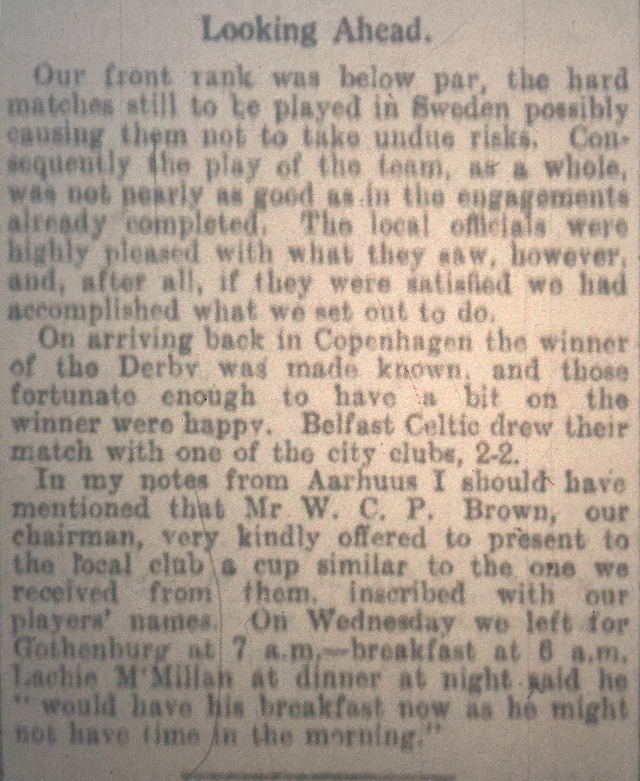 Looking Ahead.
Our front rank was below par, the hard
matches still to be played in Sweden possibly
causing them not to take undue risks. Con-
sequently the play of the team, as a whole,
was not nearly as good as in the engagements
already completed. The local officials were
highly pleased with what they saw, however,
and, after all, if they were satisfied we had
accomplished what we set out to do.
On arriving back in Copenhagen the winner
of the Derby was made known, and those
fortunate enough to have a bit on the
winner were happy. Belfast Celtic drew their
match with one of the city clubs, 2-2.
In my notes from Aarhuus I should have
mentioned that Mr W. C. P. Brown, our
chairman, very kindly offered to present to
the local club a cup similar to the one we
received from them, inscribed with our
players' names. On Wednesday we left for
Gothenburg at 7 a.m.—breakfast at 6 a.m.
Lachie M'Millan at dinner at night said he
" would have his breakfast now as he might
not have time in the morning."